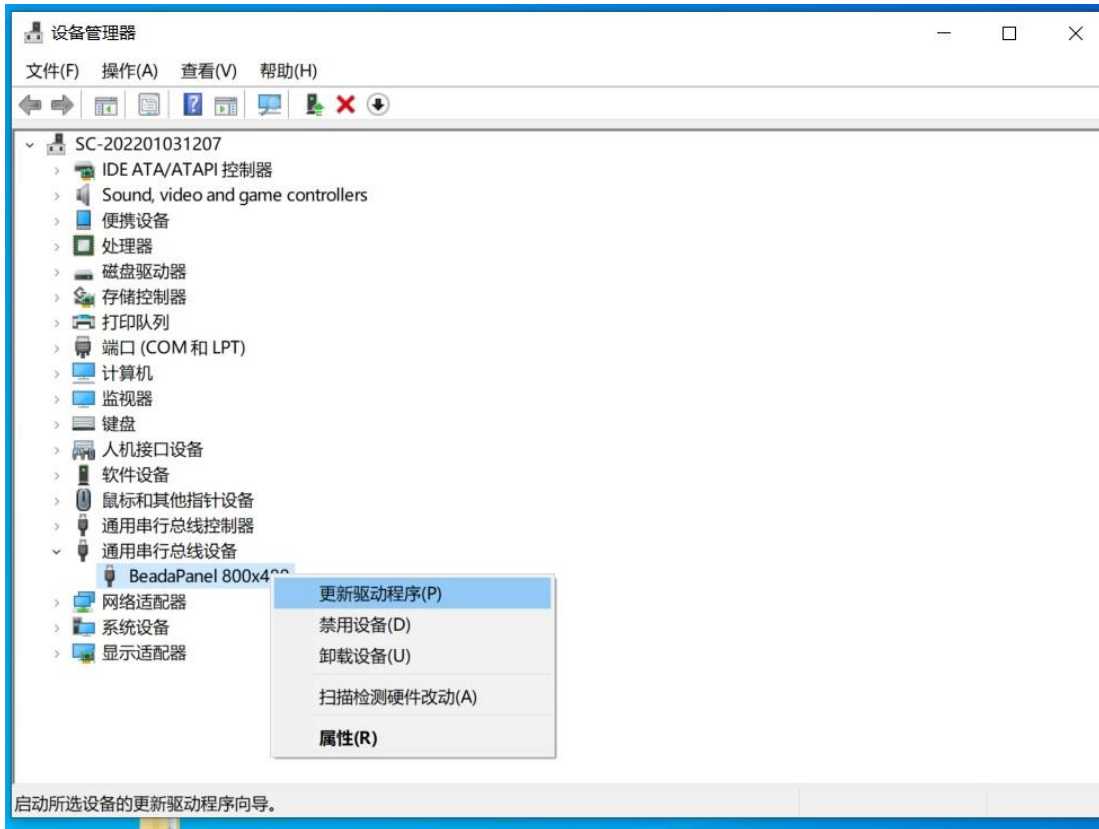 设备管理器
文件(F) 操作(A) 查看(V) 帮助(H)
SC-202201031207
IDE ATA/ATAPI 控制器
Sound, video and game controllers
便携设备
处理器
磁盘驱动器
存储控制器
打印队列
端口 (COM 和 LPT)
计算机
监视器
键盘
人机接口设备
软件设备
鼠标和其他指针设备
通用串行总线控制器
通用串行总线设备
BeadaPanel 800x480
网络适配器
系统设备
显示适配器
更新驱动程序(P)
禁用设备(D)
卸载设备(U)
扫描检测硬件改动(A)
属性(R)
启动所选设备的更新驱动程序向导。